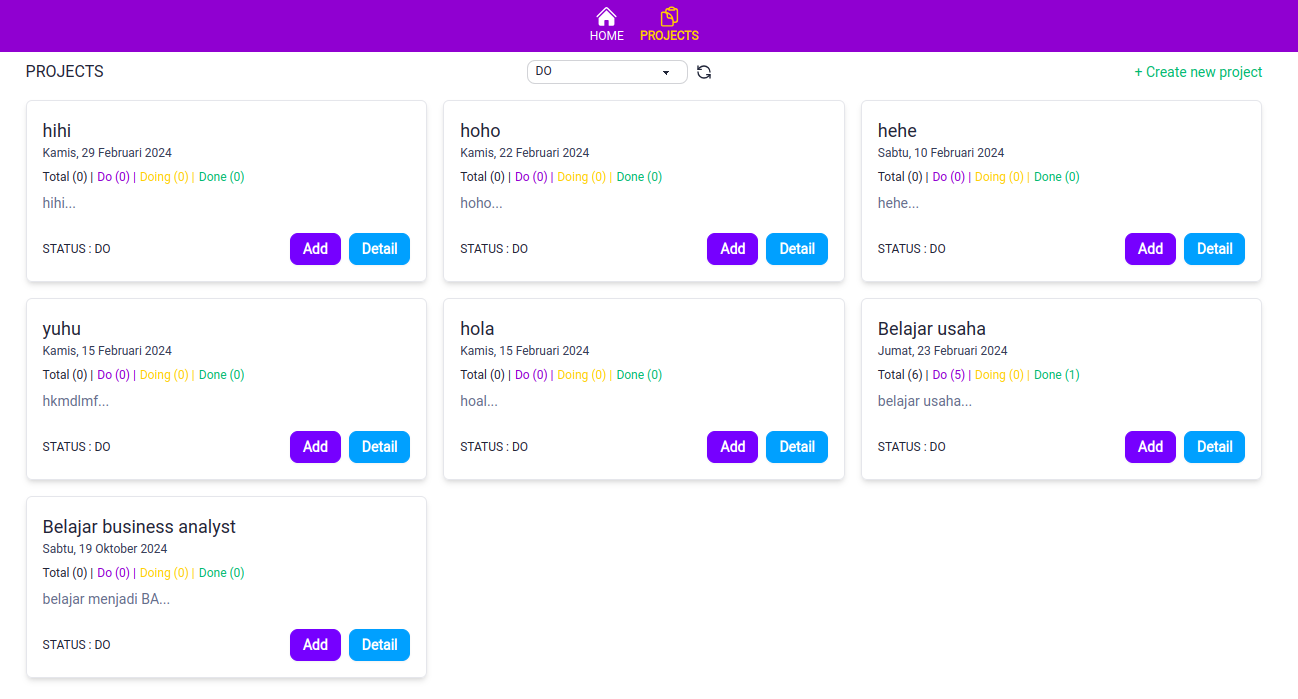 HOME
PROJECTS
PROJECTS
DO
+ Create new project
hihi
Kamis, 29 Februari 2024
Total (0) | Do (0) | Doing (0) | Done (0)
hihi...
STATUS : DO
Add
Detail
hoho
Kamis, 22 Februari 2024
Total (0) | Do (0) | Doing (0) | Done (0)
hoho...
STATUS : DO
Add
Detail
hehe
Sabtu, 10 Februari 2024
Total (0) | Do (0) | Doing (0) | Done (0)
hehe...
STATUS : DO
Add
Detail
yuhu
Kamis, 15 Februari 2024
Total (0) | Do (0) | Doing (0) | Done (0)
hkmdlmf...
STATUS : DO
Add
Detail
hola
Kamis, 15 Februari 2024
Total (0) | Do (0) | Doing (0) | Done (0)
hoal...
STATUS : DO
Add
Detail
Belajar usaha
Jumat, 23 Februari 2024
Total (6) | Do (5) | Doing (0) | Done (1)
belajar usaha...
STATUS : DO
Add
Detail
Belajar business analyst
Sabtu, 19 Oktober 2024
Total (0) | Do (0) | Doing (0) | Done (0)
belajar menjadi BA...
STATUS : DO
Add
Detail